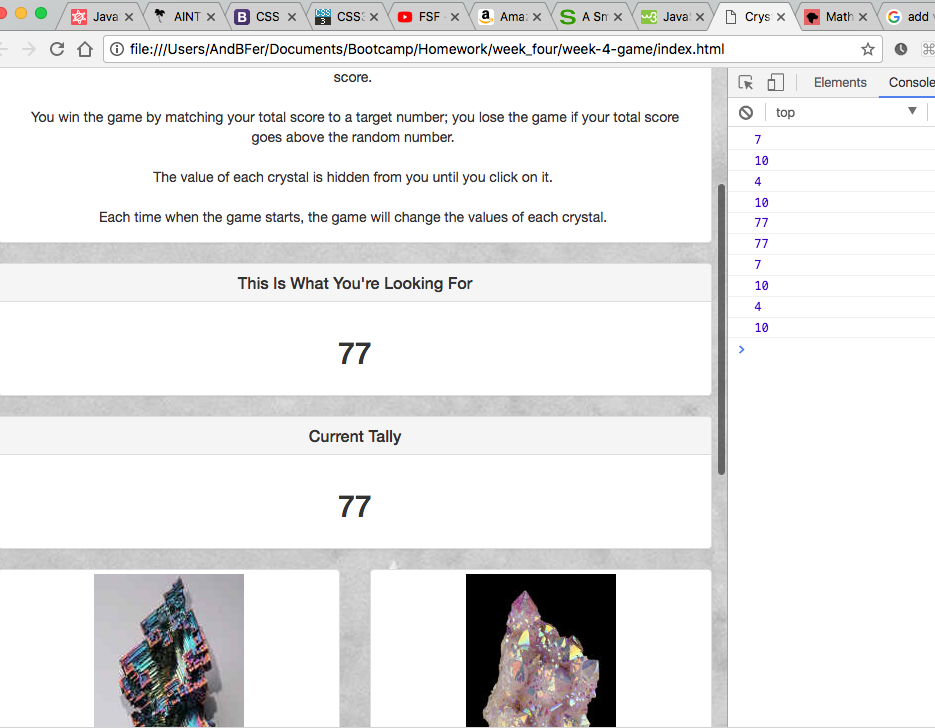 Java
AINT
CSS
CSS
FSF -
Ama
A Sm
Java
Crys
Math
add
file:///Users/AndBFer/Documents/Bootcamp/Homework/week_four/week-4-game/index.html
score.
You win the game by matching your total score to a target number; you lose the game if your total score
goes above the random number.
The value of each crystal is hidden from you until you click on it.
Each time when the game starts, the game will change the values of each crystal.
This Is What You're Looking For
77
Current Tally
77
Elements
Console
top
7
10
4
10
77
77
7
10
4
10